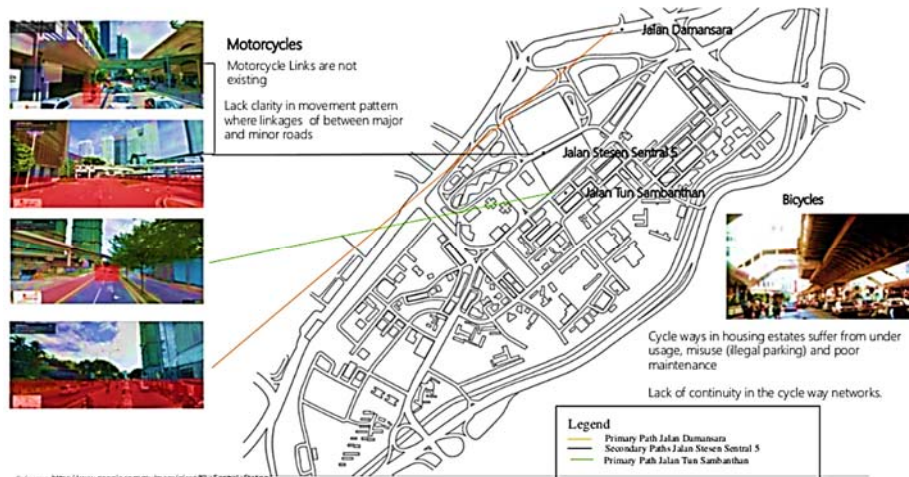 Motorcycles
Motorcycle Links are not
existing
Lack clarity in movement pattern
where linkages of between major
and minor roads
Jalan Damansara
Jalan Stesen Sentral 5
Jalan Tun Sambanthan
Bicycles
Cycle ways in housing estates suffer from under
usage, misuse (illegal parking) and poor
maintenance
Lack of continuity in the cycle way networks.
Legend
Primary Path Jalan Damansara
Secondary Paths Jalan Stesen Sentral 5
Primary Path Jalan Tun Sambanthan